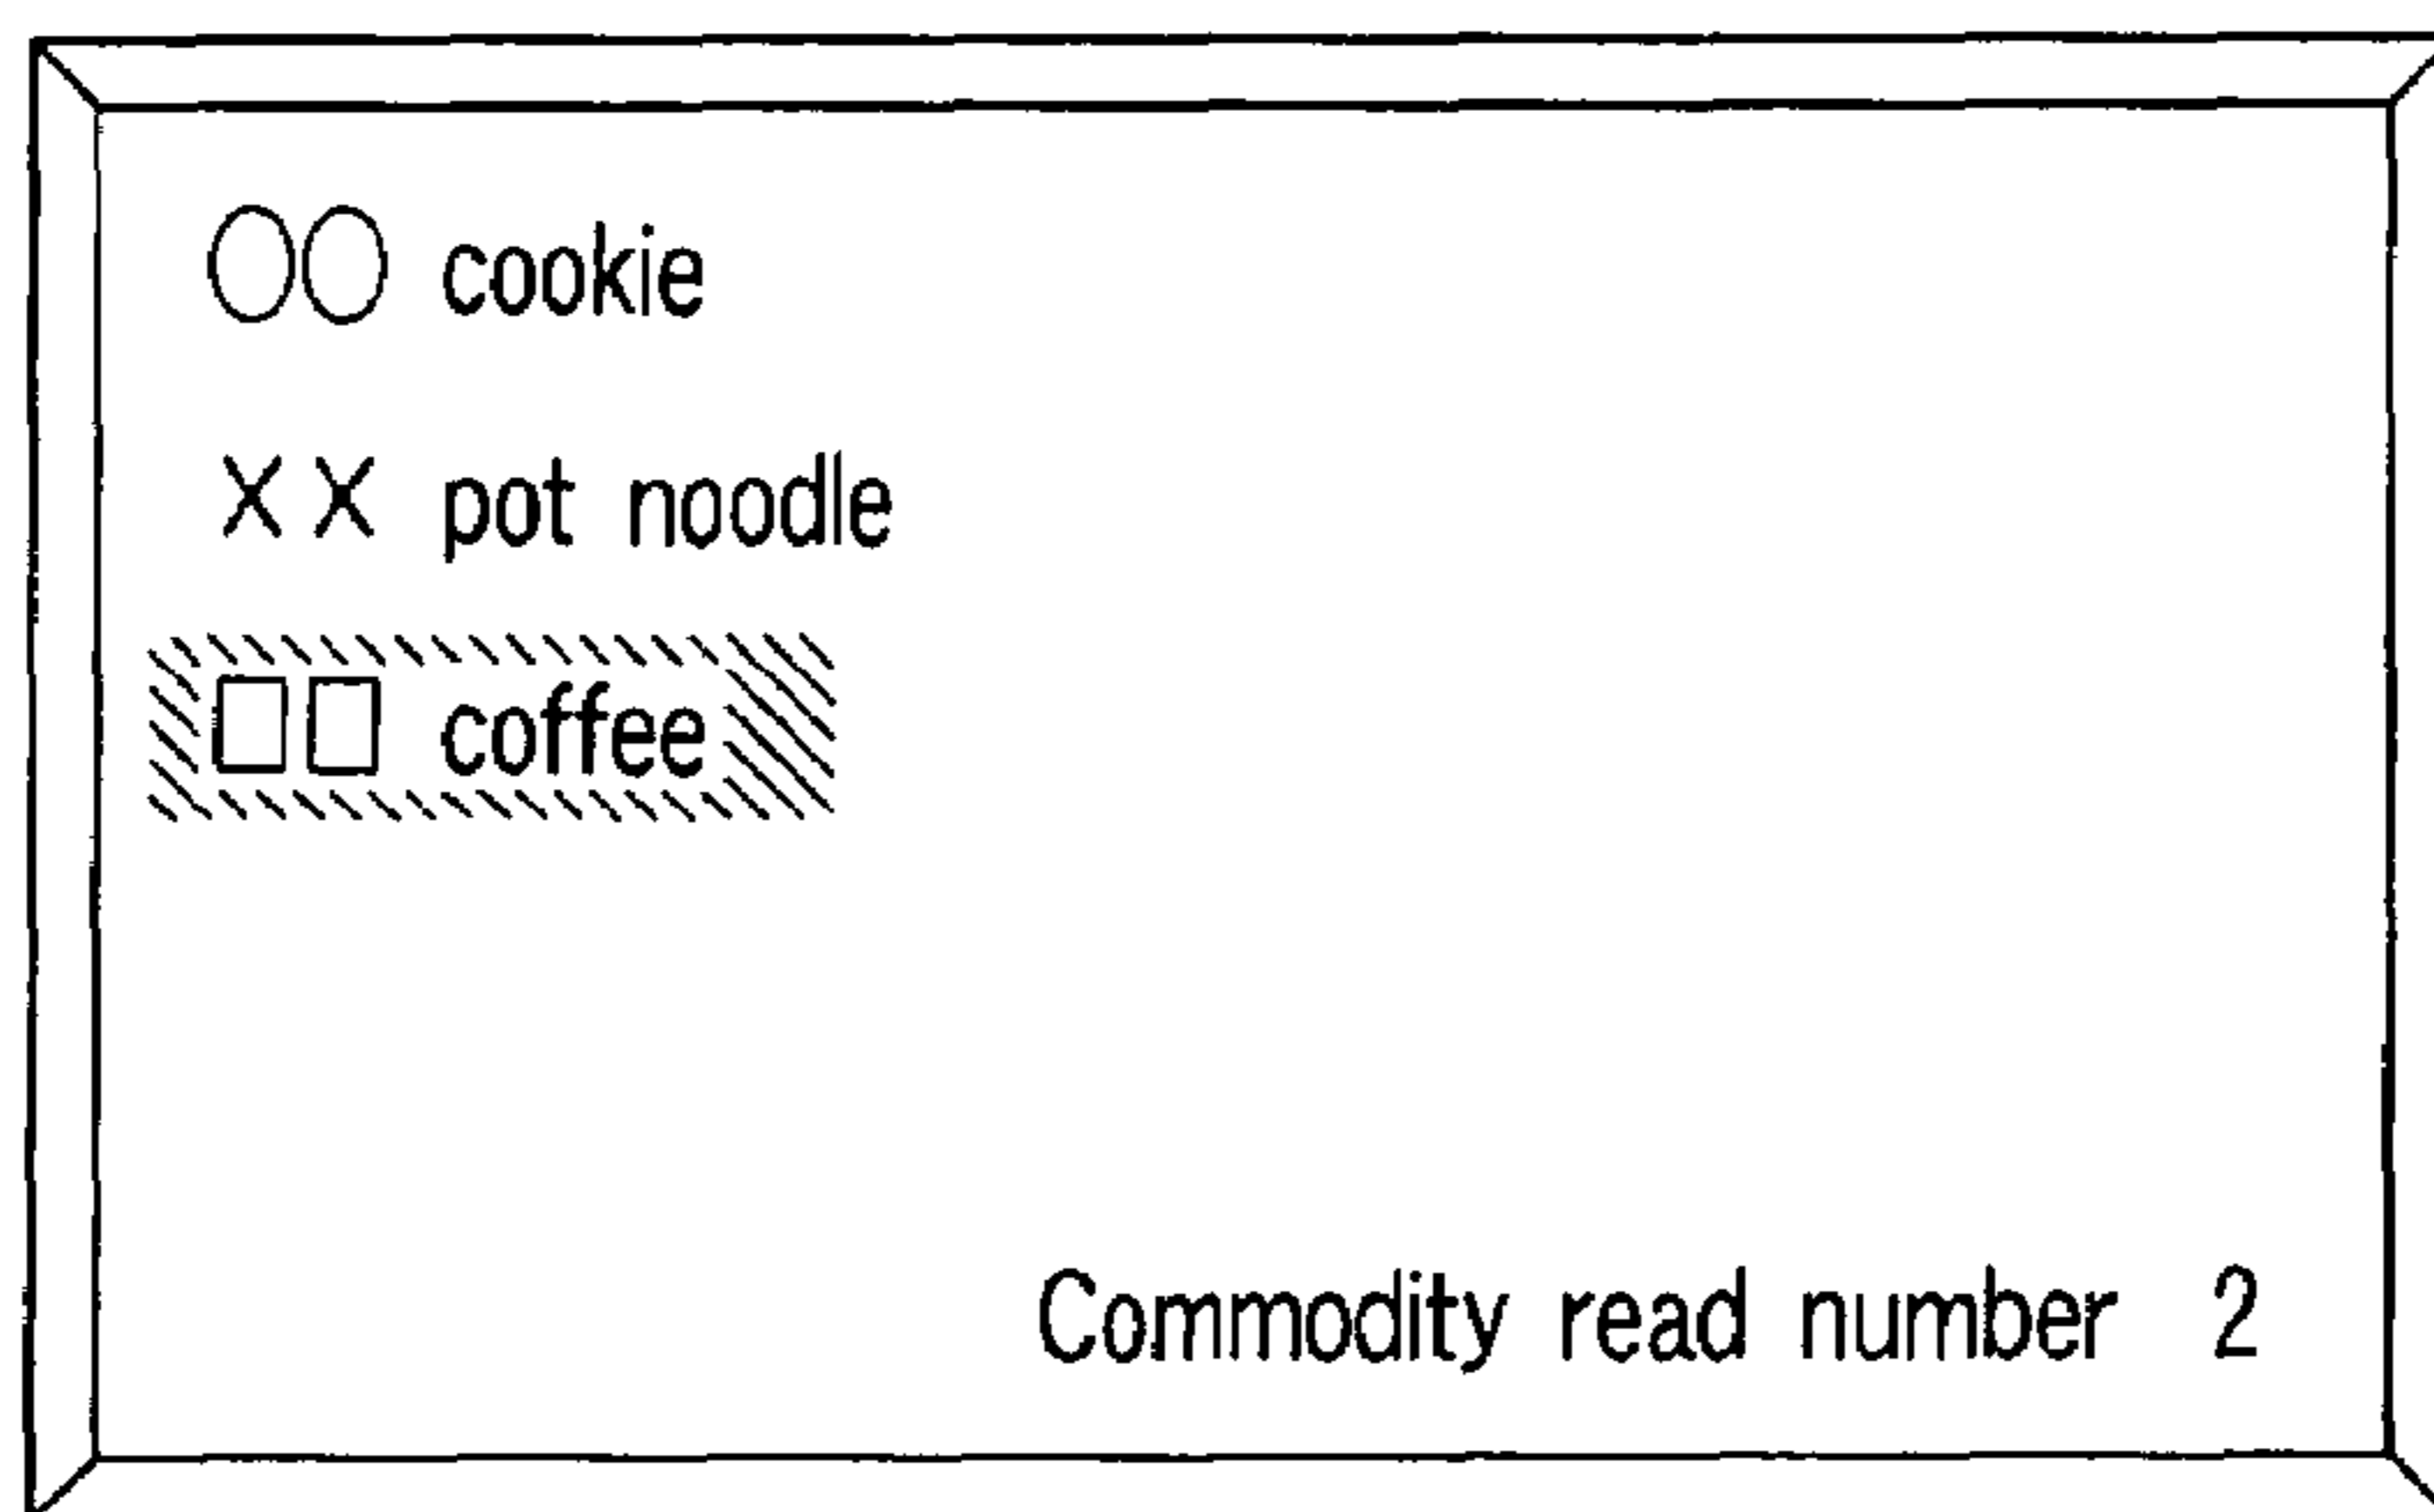 ○○ cookie
×× pot noodle
□□ coffee
Commodity read number 2